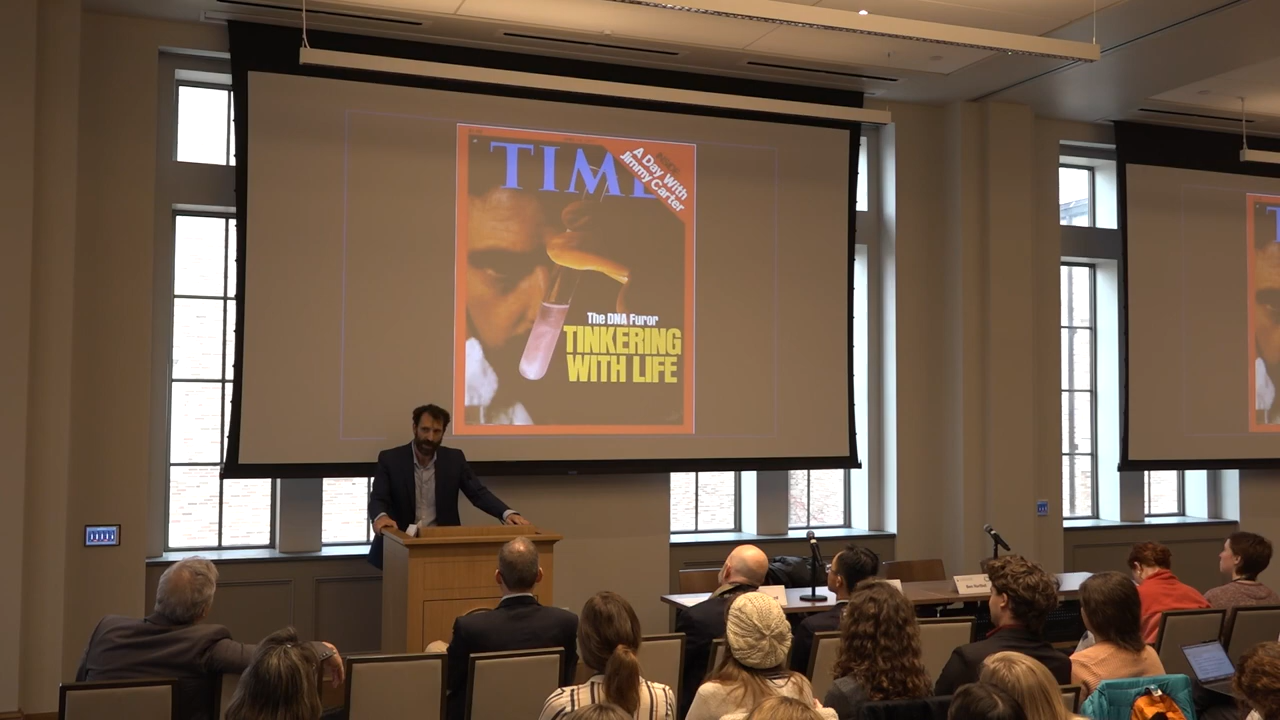 TIME
A Day With
Jimmy Carter
The DNA Furor
TINKERING
WITH LIFE